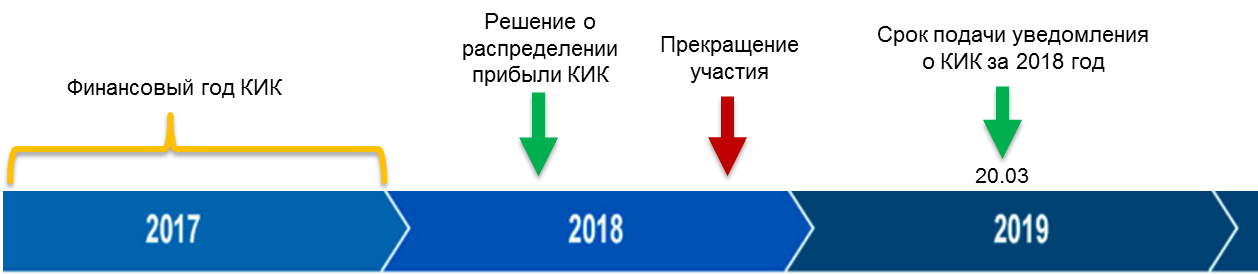 Финансовый год КИК
Решение о
распределении
прибыли КИК
Прекращение
участия
Срок подачи уведомления
о КИК за 2018 год
20.03
2017
2018
2019